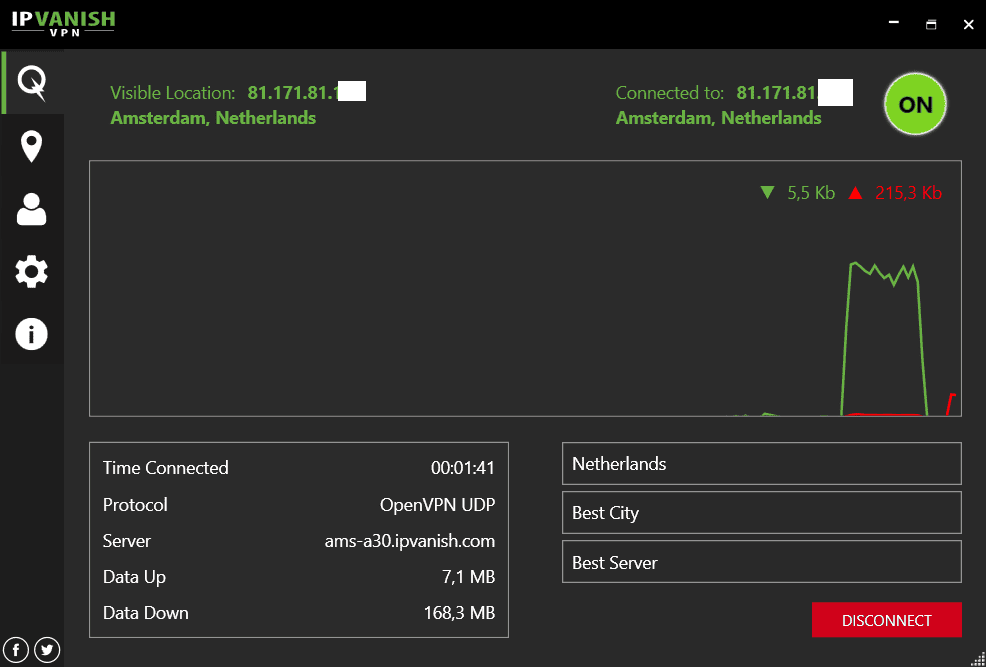 IPVANISH
VPN
Visible Location: 81.171.81.1
Amsterdam, Netherlands
Connected to: 81.171.81.
Amsterdam, Netherlands
ON
5,5 Kb 215,3 Kb
Time Connected 00:01:41
Protocol OpenVPN UDP
Server ams-a30.ipvanish.com
Data Up 7,1 MB
Data Down 168,3 MB
Netherlands
Best City
Best Server
DISCONNECT